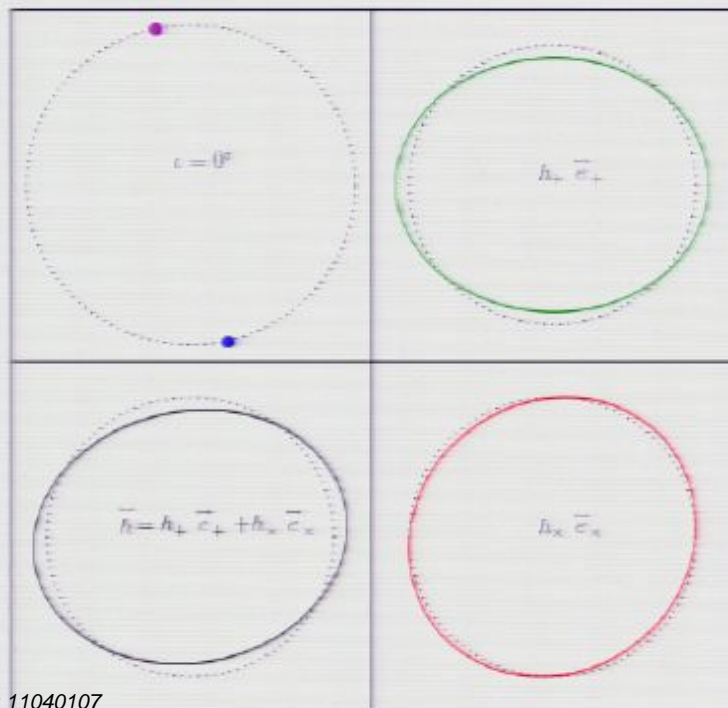 ι = 0°
h₊ e⃗₊
h⃗ = h₊ e⃗₊ + hₓ e⃗ₓ
hₓ e⃗ₓ
11040107